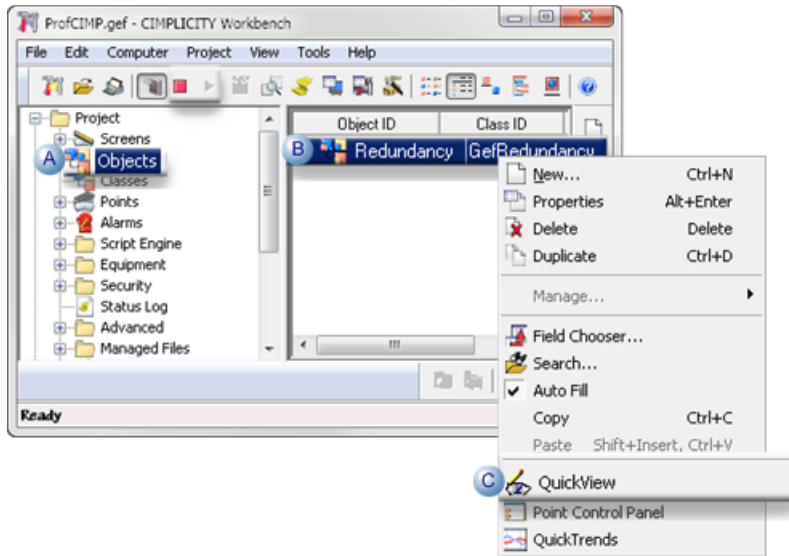 ProfCIMP.gef - CIMPLICITY Workbench
File Edit Computer Project View Tools Help
Project
Screens
A Objects
Classes
Points
Alarms
Script Engine
Equipment
Security
Status Log
Advanced
Managed Files
Object ID Class ID
B Redundancy GefRedundancy
Ready
New... Ctrl+N
Properties Alt+Enter
Delete Delete
Duplicate Ctrl+D
Manage...
Field Chooser...
Search...
Auto Fill
Copy Ctrl+C
Paste Shift+Insert, Ctrl+V
C QuickView
Point Control Panel
QuickTrends